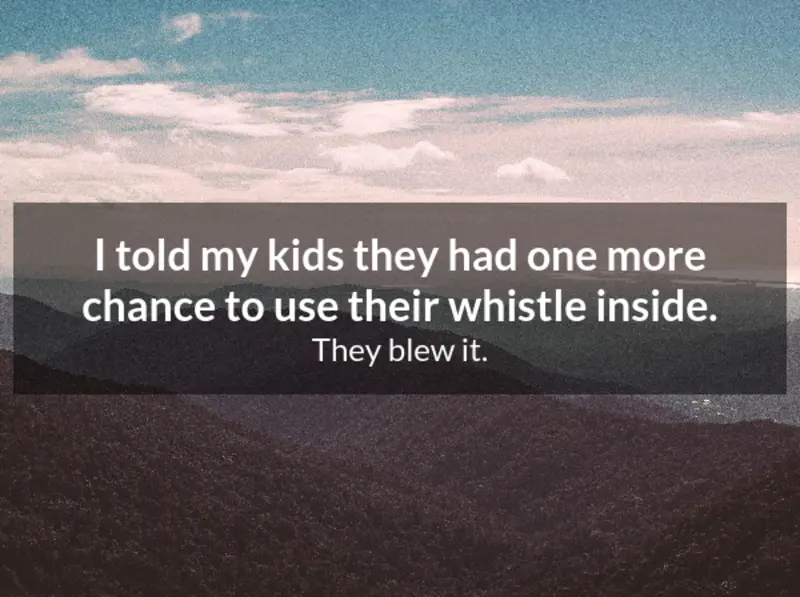 I told my kids they had one more
chance to use their whistle inside.
They blew it.